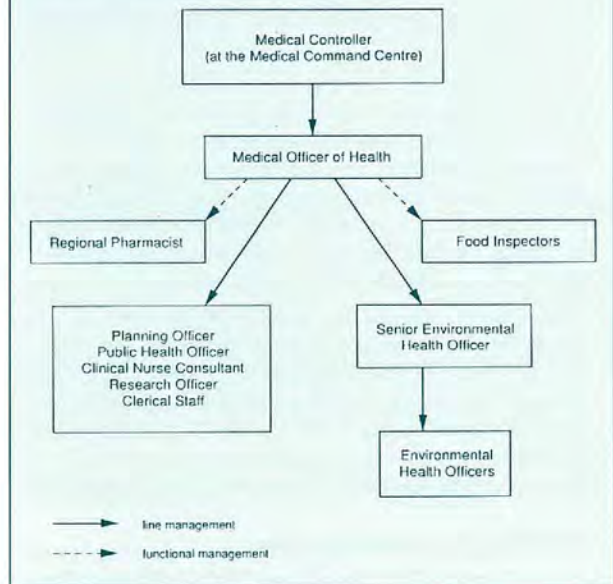 Medical Controller
(at the Medical Command Centre)
Medical Officer of Health
Regional Pharmacist
Food Inspectors
Planning Officer
Public Health Officer
Clinical Nurse Consultant
Research Officer
Clerical Staff
Senior Environmental
Health Officer
Environmental
Health Officers
line management
functional management